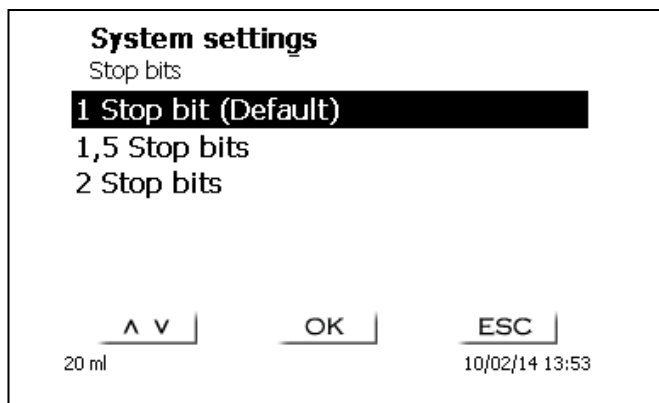 System settings
Stop bits
1 Stop bit (Default)
1,5 Stop bits
2 Stop bits
∧ ∨ OK ESC
20 ml 10/02/14 13:53